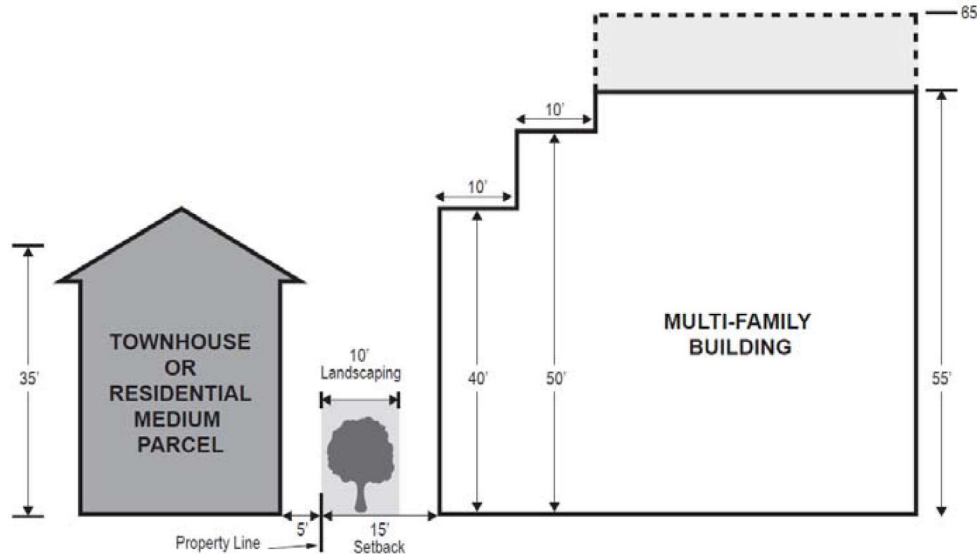 65
10’
10’
TOWNHOUSE
OR
RESIDENTIAL
MEDIUM
PARCEL
35’
10’
Landscaping
40’
50’
MULTI-FAMILY
BUILDING
55’
5’
15’
Property Line
Setback